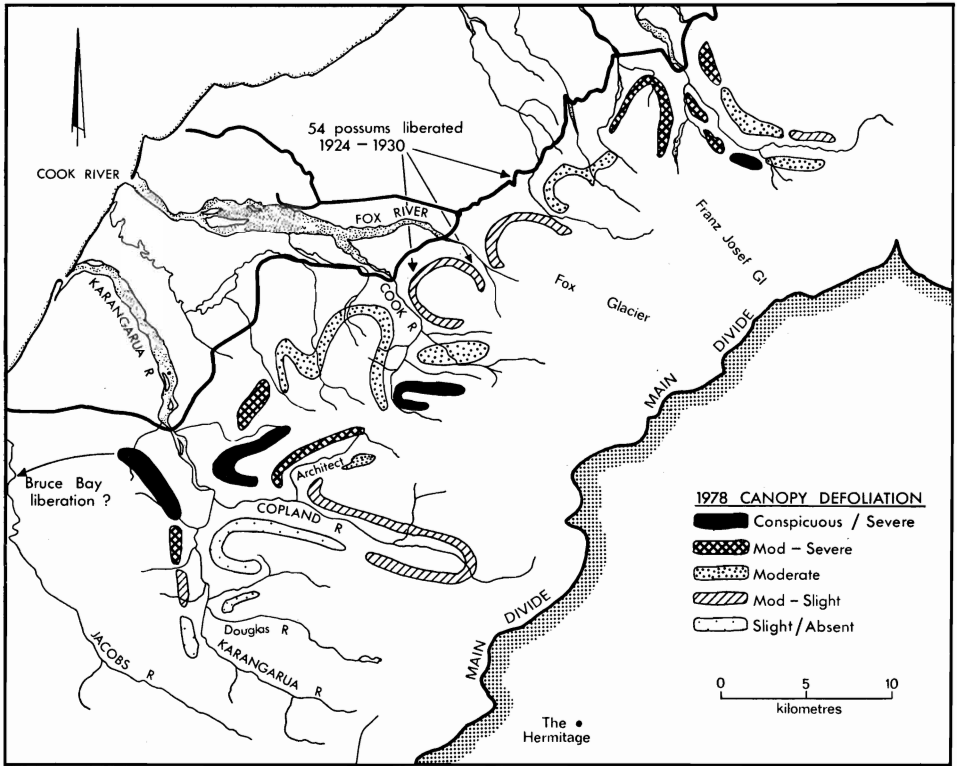 54 possums liberated
1924 – 1930
COOK RIVER
FOX RIVER
Franz Josef Gl
Fox Glacier
KARANGARUA R
COOK R
MAIN DIVIDE
Architect
Bruce Bay
liberation ?
COPLAND R
1978 CANOPY DEFOLIATION
Conspicuous / Severe
Mod – Severe
Moderate
Mod – Slight
Slight/Absent
Douglas R
KARANGARUA R
JACOBS R
MAIN DIVIDE
0 5 10
kilometres
The
Hermitage